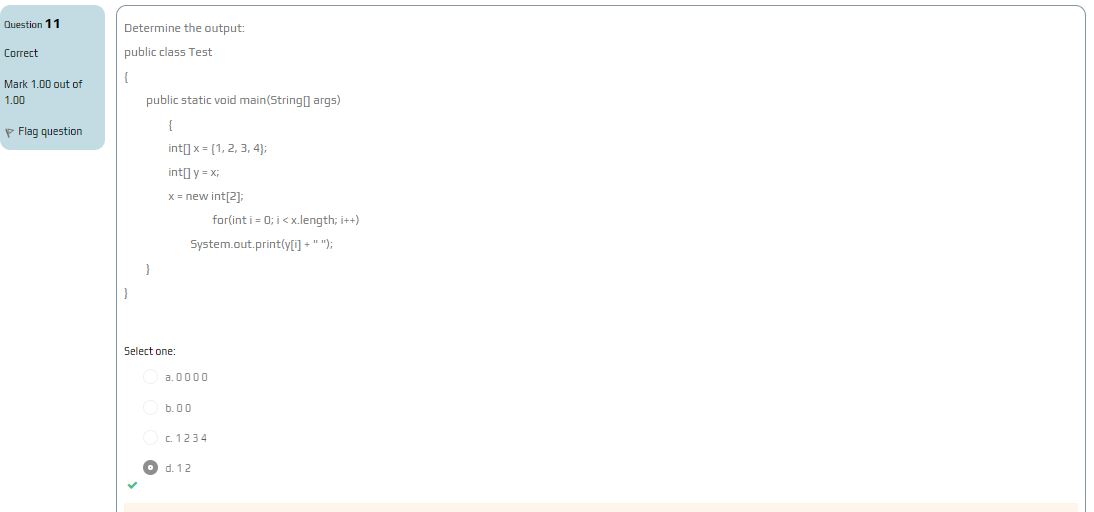 Question 11
Correct
Mark 1.00 out of
1.00
Flag question
Determine the output:
public class Test
{
public static void main(String[] args)
{
int[] x = {1, 2, 3, 4};
int[] y = x;
x = new int[2];
for(int i = 0; i < x.length; i++)
System.out.print(y[i] + " ");
}
}
Select one:
a. 0 0 0 0
b. 0 0
c. 1 2 3 4
d. 1 2